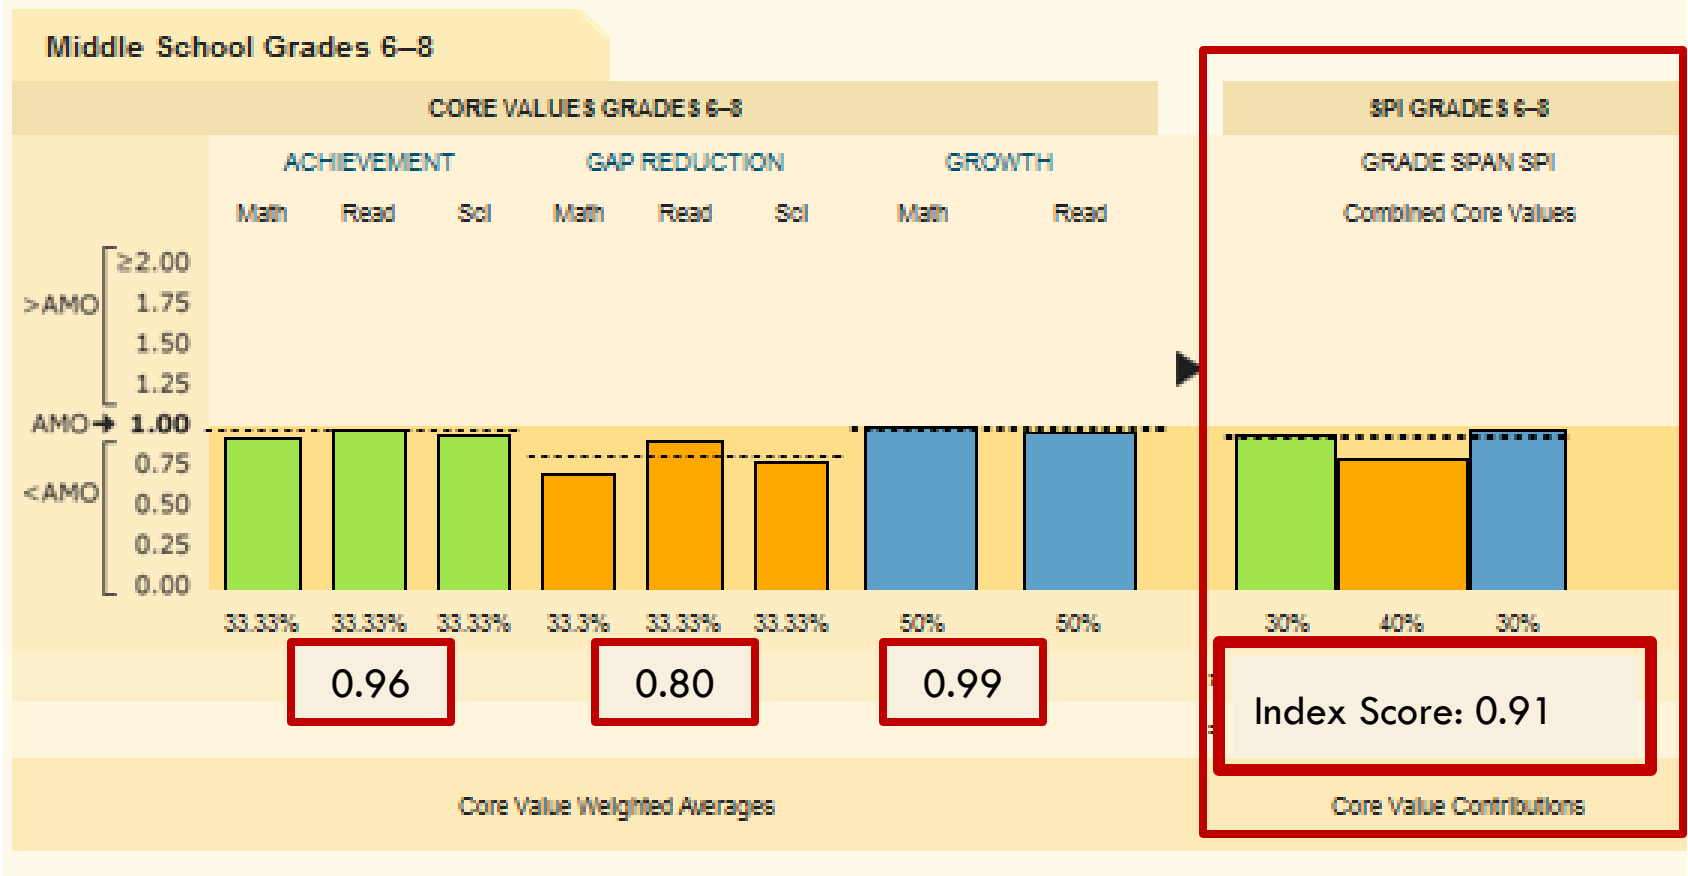 Middle School Grades 6–8
CORE VALUES GRADES 6–8
SPI GRADES 6–8
ACHIEVEMENT GAP REDUCTION GROWTH
GRADE SPAN SPI
Math Read Sci Math Read Sci Math Read
Combined Core Values
≥2.00
>AMO 1.75
1.50
1.25
AMO→ 1.00
0.75
<AMO 0.50
0.25
0.00
33.33% 33.33% 33.33% 33.3% 33.33% 33.33% 50% 50%
30% 40% 30%
0.96 0.80 0.99
Index Score: 0.91
Core Value Weighted Averages
Core Value Contributions